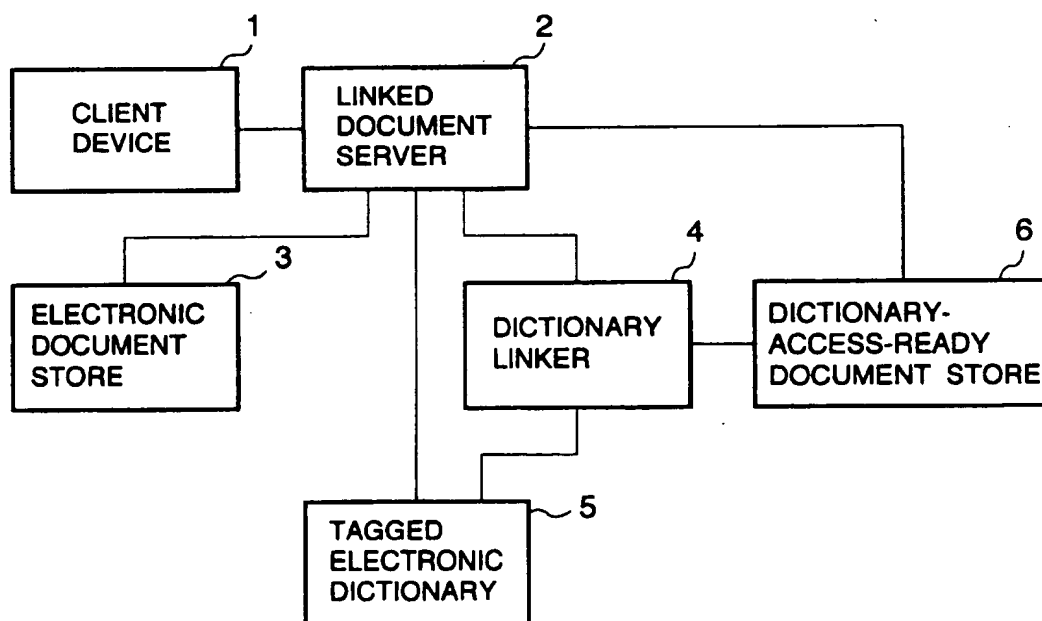 1
CLIENT
DEVICE
2
LINKED
DOCUMENT
SERVER
3
ELECTRONIC
DOCUMENT
STORE
4
DICTIONARY
LINKER
6
DICTIONARY-
ACCESS-READY
DOCUMENT STORE
5
TAGGED
ELECTRONIC
DICTIONARY